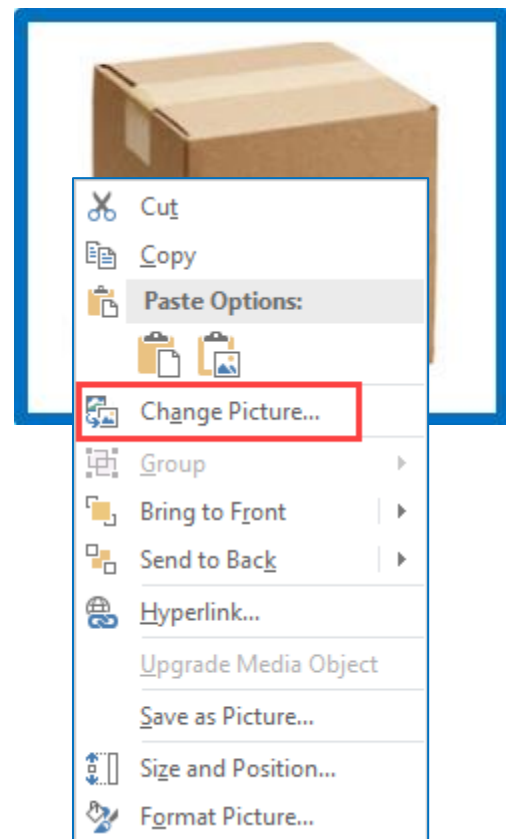 Cut
Copy
Paste Options:
Change Picture...
Group
Bring to Front
Send to Back
Hyperlink...
Upgrade Media Object
Save as Picture...
Size and Position...
Format Picture...